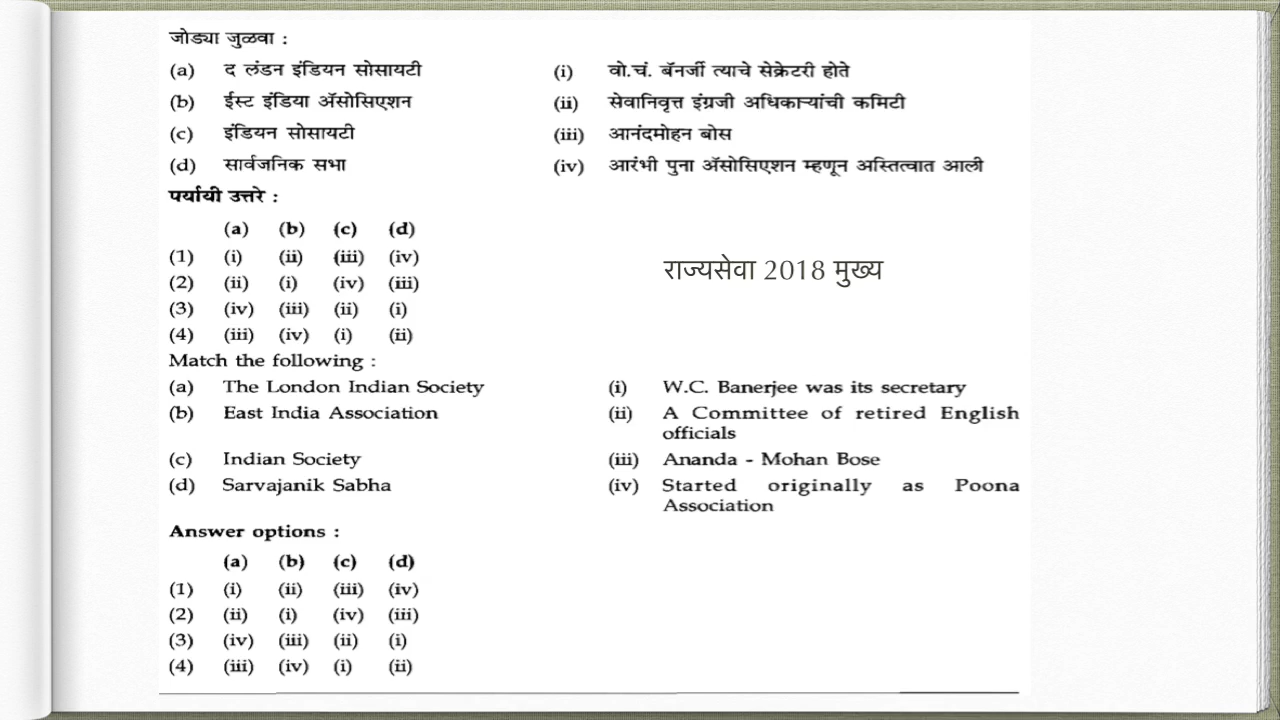 जोड्या जुळवा :
(a) द लंडन इंडियन सोसायटी (i) वो.चं. बॅनर्जी त्याचे सेक्रेटरी होते
(b) ईस्ट इंडिया ॲसोसिएशन (ii) सेवानिवृत्त इंग्रजी अधिकाऱ्यांची कमिटी
(c) इंडियन सोसायटी (iii) आनंदमोहन बोस
(d) सार्वजनिक सभा (iv) आरंभी पुना ॲसोसिएशन म्हणून अस्तित्वात आली
पर्यायी उत्तरे :
(a) (b) (c) (d)
(1) (i) (ii) (iii) (iv)
(2) (ii) (i) (iv) (iii)
(3) (iv) (iii) (ii) (i)
(4) (iii) (iv) (i) (ii)
राज्यसेवा 2018 मुख्य
Match the following :
(a) The London Indian Society (i) W.C. Banerjee was its secretary
(b) East India Association (ii) A Committee of retired English
officials
(c) Indian Society (iii) Ananda - Mohan Bose
(d) Sarvajanik Sabha (iv) Started originally as Poona
Association
Answer options :
(a) (b) (c) (d)
(1) (i) (ii) (iii) (iv)
(2) (ii) (i) (iv) (iii)
(3) (iv) (iii) (ii) (i)
(4) (iii) (iv) (i) (ii)